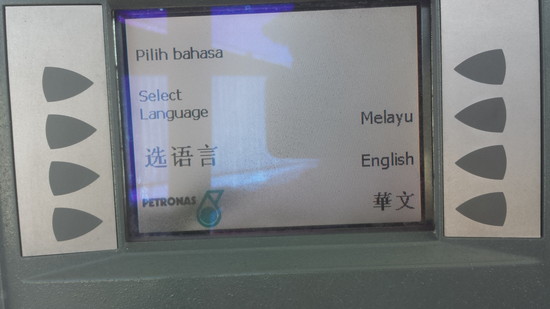 Pilih bahasa
Select
Language
选语言
PETRONAS
Melayu
English
華文